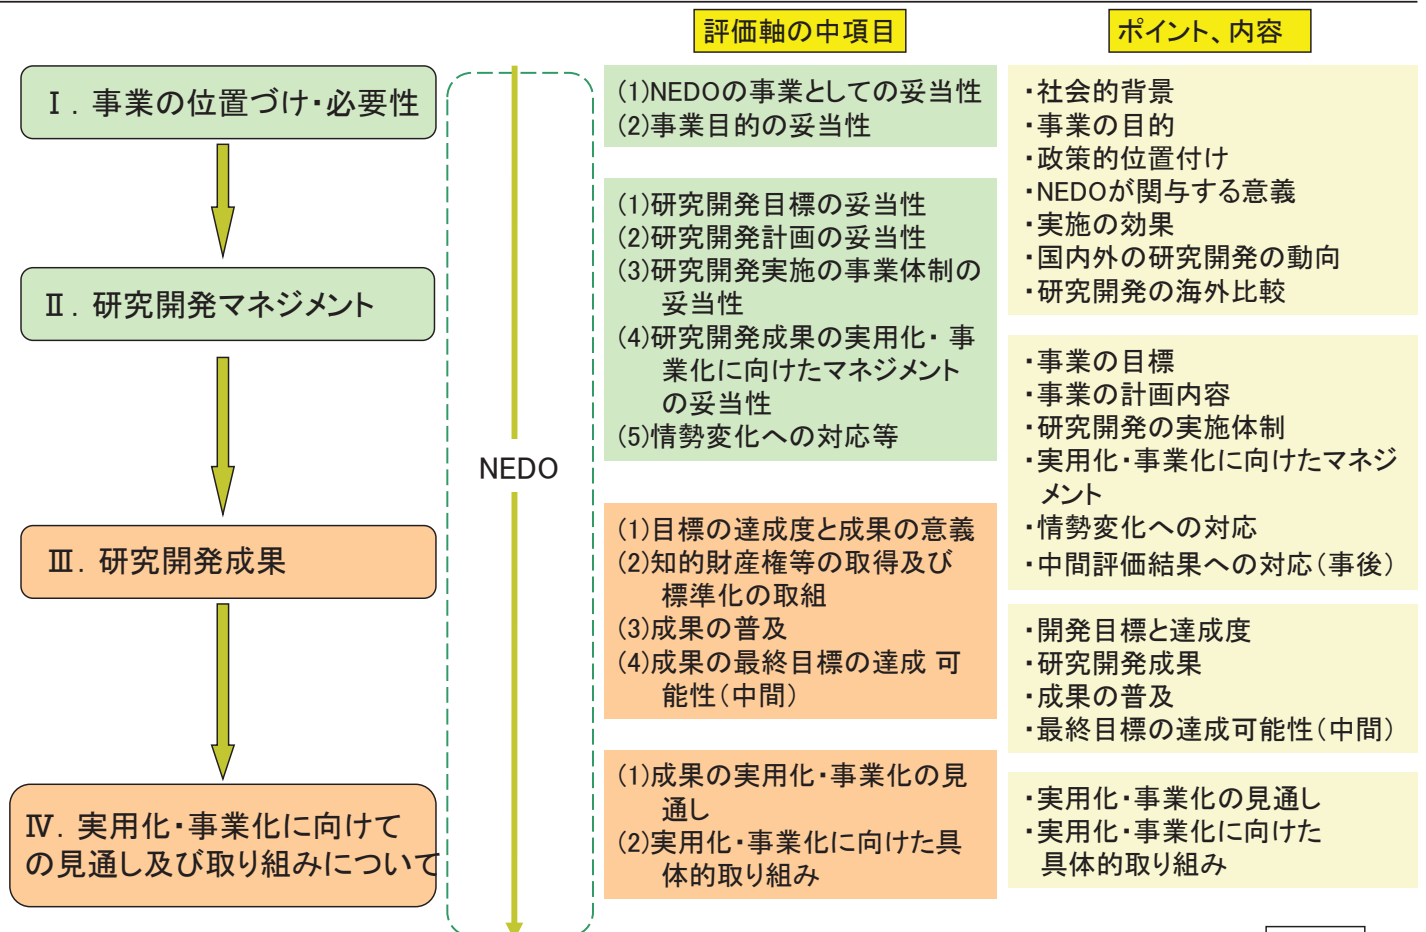 評価軸の中項目
ポイント、内容
Ⅰ. 事業の位置づけ・必要性
Ⅱ. 研究開発マネジメント
Ⅲ. 研究開発成果
Ⅳ. 実用化・事業化に向けて
の見通し及び取り組みについて
NEDO
(1)NEDOの事業としての妥当性
(2)事業目的の妥当性
(1)研究開発目標の妥当性
(2)研究開発計画の妥当性
(3)研究開発実施の事業体制の
妥当性
(4)研究開発成果の実用化・ 事
業化に向けたマネジメント
の妥当性
(5)情勢変化への対応等
(1)目標の達成度と成果の意義
(2)知的財産権等の取得及び
標準化の取組
(3)成果の普及
(4)成果の最終目標の達成 可
能性(中間)
(1)成果の実用化・事業化の見
通し
(2)実用化・事業化に向けた具
体的取り組み
・社会的背景
・事業の目的
・政策的位置付け
・NEDOが関与する意義
・実施の効果
・国内外の研究開発の動向
・研究開発の海外比較
・事業の目標
・事業の計画内容
・研究開発の実施体制
・実用化・事業化に向けたマネジ
メント
・情勢変化への対応
・中間評価結果への対応(事後)
・開発目標と達成度
・研究開発成果
・成果の普及
・最終目標の達成可能性(中間)
・実用化・事業化の見通し
・実用化・事業化に向けた
具体的取り組み